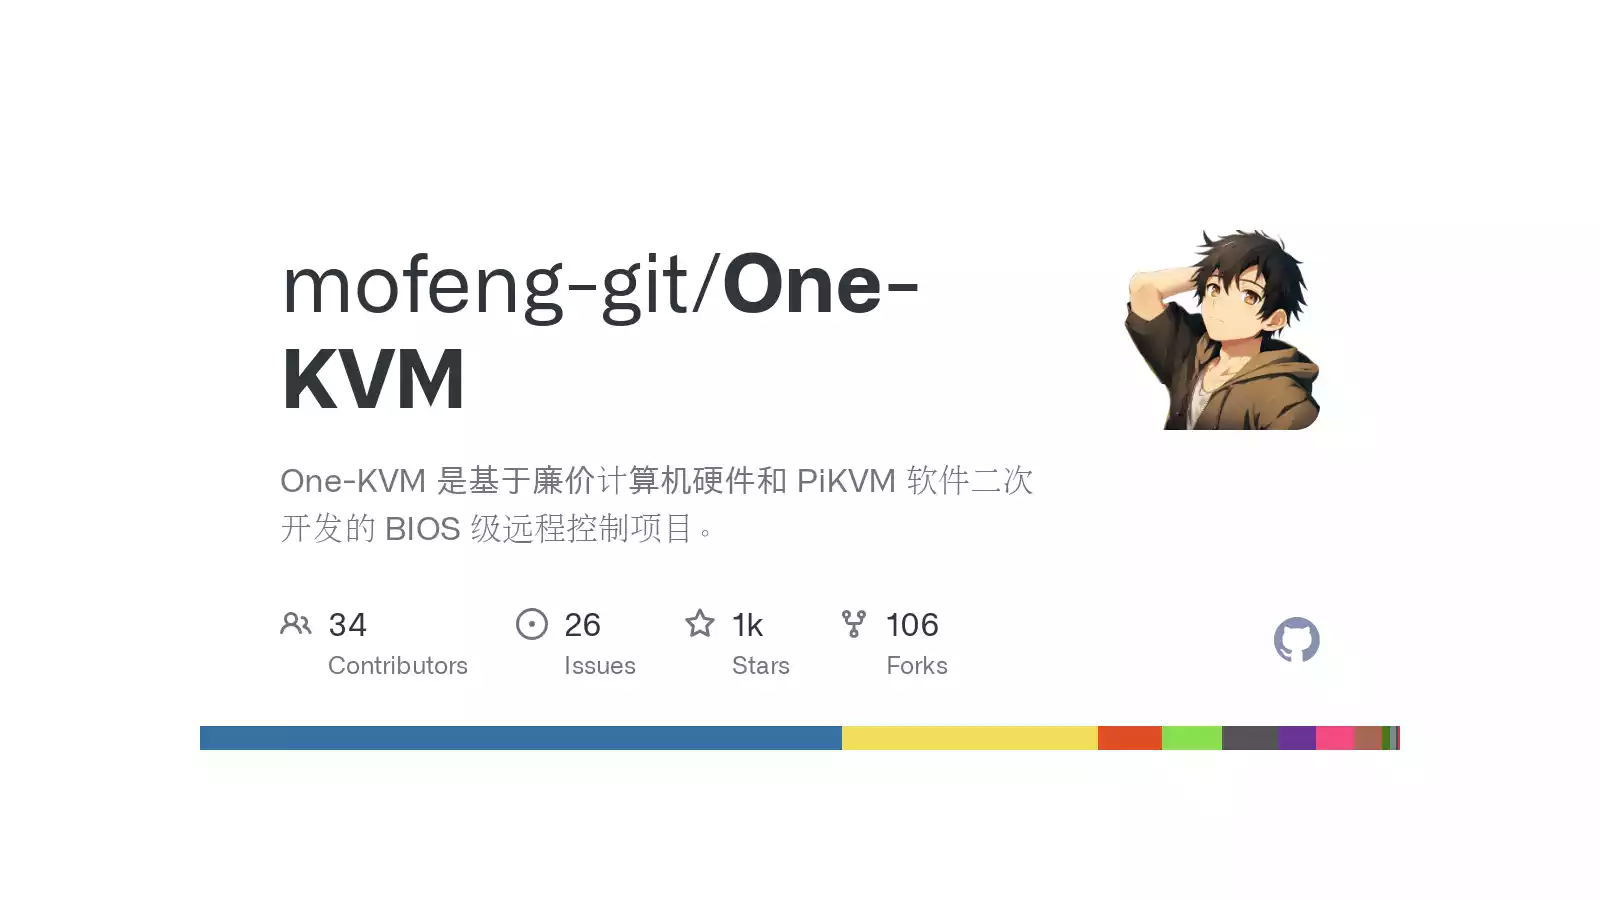 mofeng-git/One-
KVM
One-KVM 是基于廉价计算机硬件和 PiKVM 软件二次
开发的 BIOS 级远程控制项目。
34
Contributors
26
Issues
1k
Stars
106
Forks